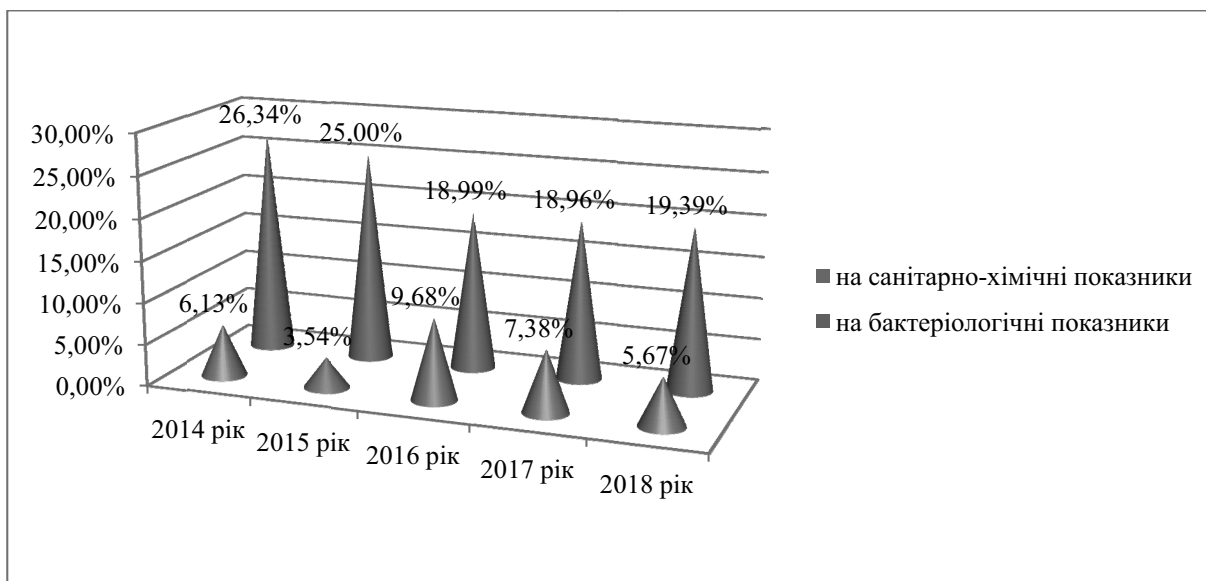 30,00%
25,00%
20,00%
15,00%
10,00%
5,00%
0,00%
26,34%
25,00%
18,99%
18,96%
19,39%
6,13%
3,54%
9,68%
7,38%
5,67%
2014 рік
2015 рік
2016 рік
2017 рік
2018 рік
на санітарно-хімічні показники
на бактеріологічні показники